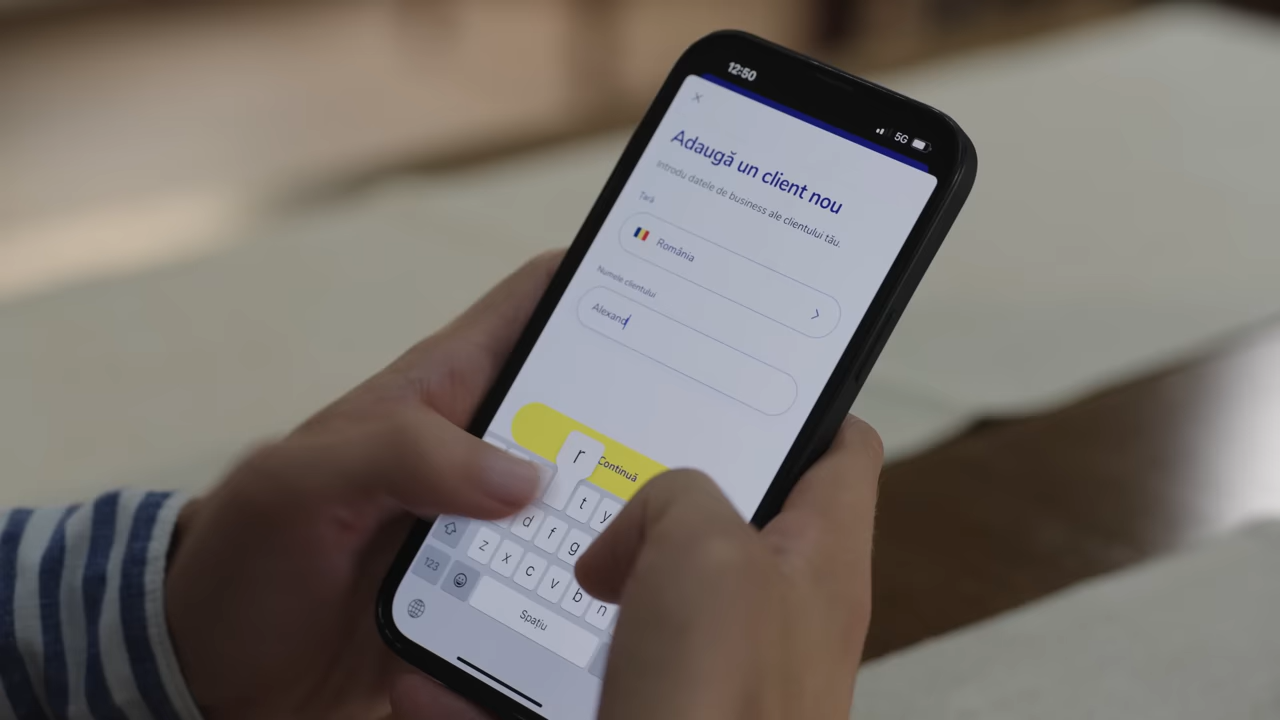 12:50
5G
Adaugă un client nou
Introdu datele de business ale clientului tău.
Țară
România
Numele clientului
Alexand
Continuă
r
t y
d f g
z x c v b n
123
Spațiu